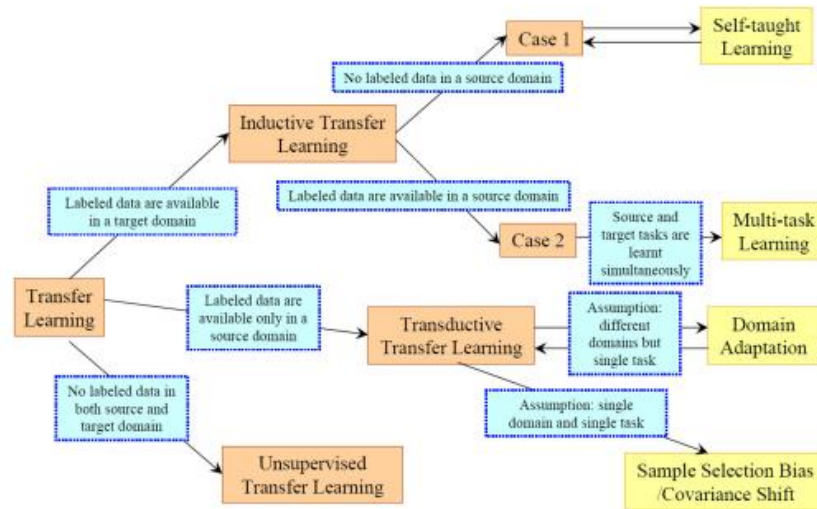 Case 1
Self-taught
Learning
No labeled data in a source domain
Inductive Transfer
Learning
Labeled data are available
in a target domain
Labeled data are available in a source domain
Case 2
Source and
target tasks are
learnt
simultaneously
Multi-task
Learning
Transfer
Learning
Labeled data are
available only in a
source domain
Transductive
Transfer Learning
Assumption:
different
domains but
single task
Domain
Adaptation
No labeled data in
both source and
target domain
Assumption: single
domain and single task
Unsupervised
Transfer Learning
Sample Selection Bias
/Covariance Shift